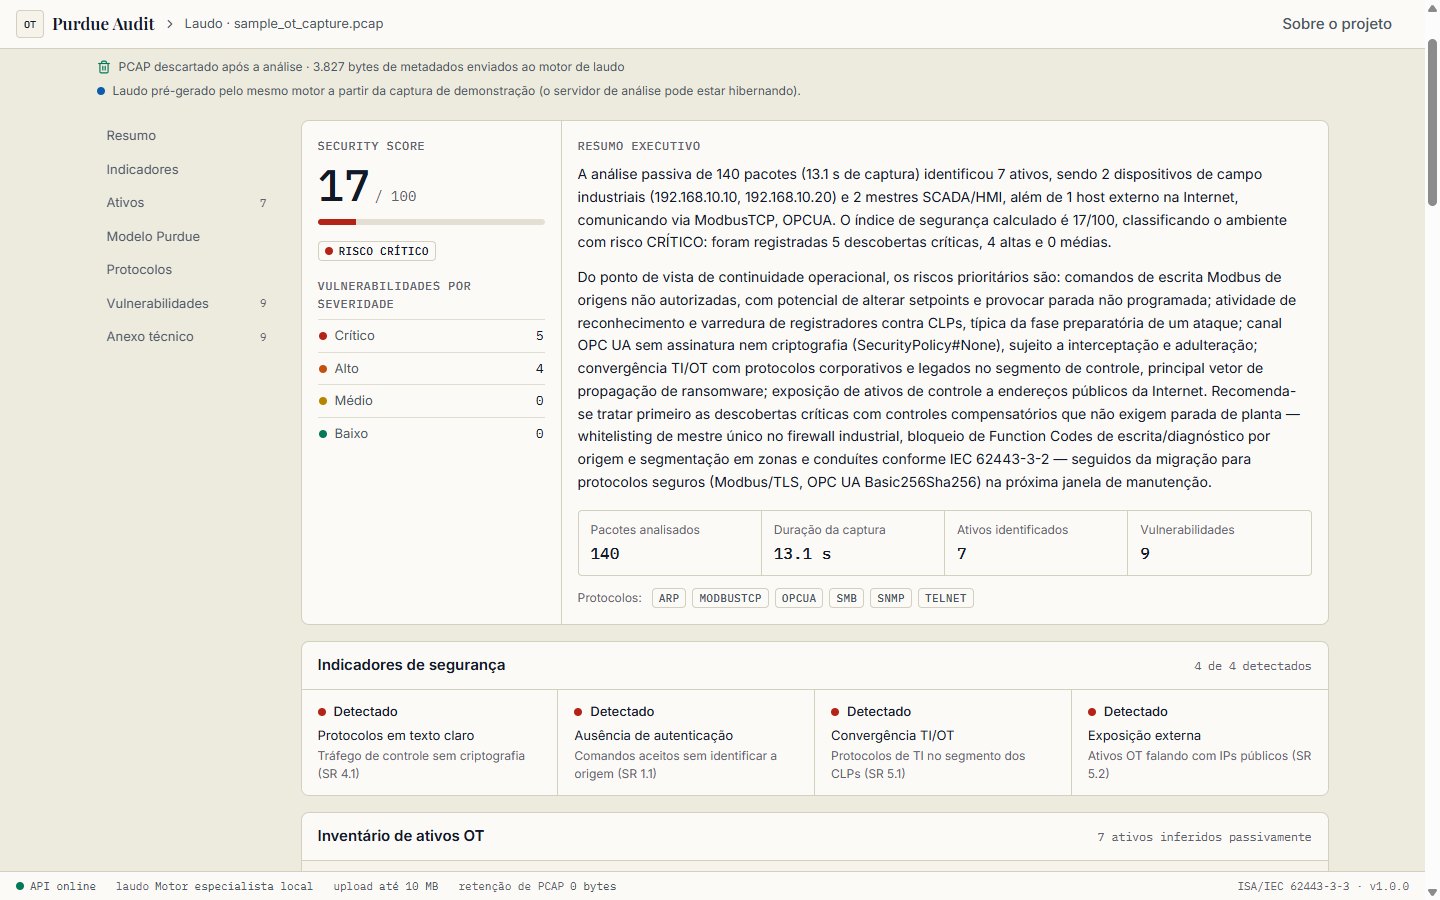 OT Purdue Audit > Laudo · sample_ot_capture.pcap
Sobre o projeto
PCAP descartado após a análise · 3.827 bytes de metadados enviados ao motor de laudo
Laudo pré-gerado pelo mesmo motor a partir da captura de demonstração (o servidor de análise pode estar hibernando).
Resumo
Indicadores
Ativos 7
Modelo Purdue
Protocolos
Vulnerabilidades 9
Anexo técnico 9
SECURITY SCORE
17 / 100
RISCO CRÍTICO
VULNERABILIDADES POR
SEVERIDADE
Crítico 5
Alto 4
Médio 0
Baixo 0
RESUMO EXECUTIVO
A análise passiva de 140 pacotes (13.1 s de captura) identificou 7 ativos, sendo 2 dispositivos de campo
industriais (192.168.10.10, 192.168.10.20) e 2 mestres SCADA/HMI, além de 1 host externo na Internet,
comunicando via ModbusTCP, OPCUA. O índice de segurança calculado é 17/100, classificando o ambiente
com risco CRÍTICO: foram registradas 5 descobertas críticas, 4 altas e 0 médias.
Do ponto de vista de continuidade operacional, os riscos prioritários são: comandos de escrita Modbus de
origens não autorizadas, com potencial de alterar setpoints e provocar parada não programada; atividade de
reconhecimento e varredura de registradores contra CLPs, típica da fase preparatória de um ataque; canal
OPC UA sem assinatura nem criptografia (SecurityPolicy#None), sujeito a interceptação e adulteração;
convergência TI/OT com protocolos corporativos e legados no segmento de controle, principal vetor de
propagação de ransomware; exposição de ativos de controle a endereços públicos da Internet. Recomenda-
se tratar primeiro as descobertas críticas com controles compensatórios que não exigem parada de planta —
whitelisting de mestre único no firewall industrial, bloqueio de Function Codes de escrita/diagnóstico por
origem e segmentação em zonas e conduítes conforme IEC 62443-3-2 — seguidos da migração para
protocolos seguros (Modbus/TLS, OPC UA Basic256Sha256) na próxima janela de manutenção.
Pacotes analisados
140
Duração da captura
13.1 s
Ativos identificados
7
Vulnerabilidades
9
Protocolos: ARP MODBUSTCP OPCUA SMB SNMP TELNET
Indicadores de segurança
4 de 4 detectados
Detectado
Protocolos em texto claro
Tráfego de controle sem criptografia
(SR 4.1)
Detectado
Ausência de autenticação
Comandos aceitos sem identificar a
origem (SR 1.1)
Detectado
Convergência TI/OT
Protocolos de TI no segmento dos
CLPs (SR 5.1)
Detectado
Exposição externa
Ativos OT falando com IPs públicos (SR
5.2)
Inventário de ativos OT
7 ativos inferidos passivamente
API online laudo Motor especialista local upload até 10 MB retenção de PCAP 0 bytes
ISA/IEC 62443-3-3 · v1.0.0